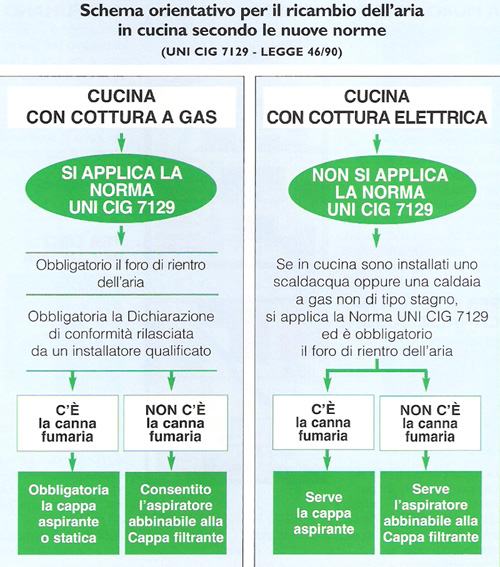 Schema orientativo per il ricambio dell'aria
in cucina secondo le nuove norme
(UNI CIG 7129 - LEGGE 46/90)
CUCINA
CON COTTURA A GAS
SI APPLICA LA
NORMA
UNI CIG 7129
Obbligatorio il foro di rientro
dell'aria
Obbligatoria la Dichiarazione
di conformità rilasciata
da un installatore qualificato
C'È
la canna
fumaria
NON C'È
la canna
fumaria
Obbligatoria
la cappa
aspirante
o statica
Consentito
l'aspiratore
abbinabile alla
Cappa filtrante
CUCINA
CON COTTURA ELETTRICA
NON SI APPLICA
LA NORMA
UNI CIG 7129
Se in cucina sono installati uno
scaldacqua oppure una caldaia
a gas non di tipo stagno,
si applica la Norma UNI CIG 7129
ed è obbligatorio
il foro di rientro dell'aria
C'È
la canna
fumaria
NON C'È
la canna
fumaria
Serve
la cappa
aspirante
Serve
l'aspiratore
abbinabile alla
Cappa filtrante